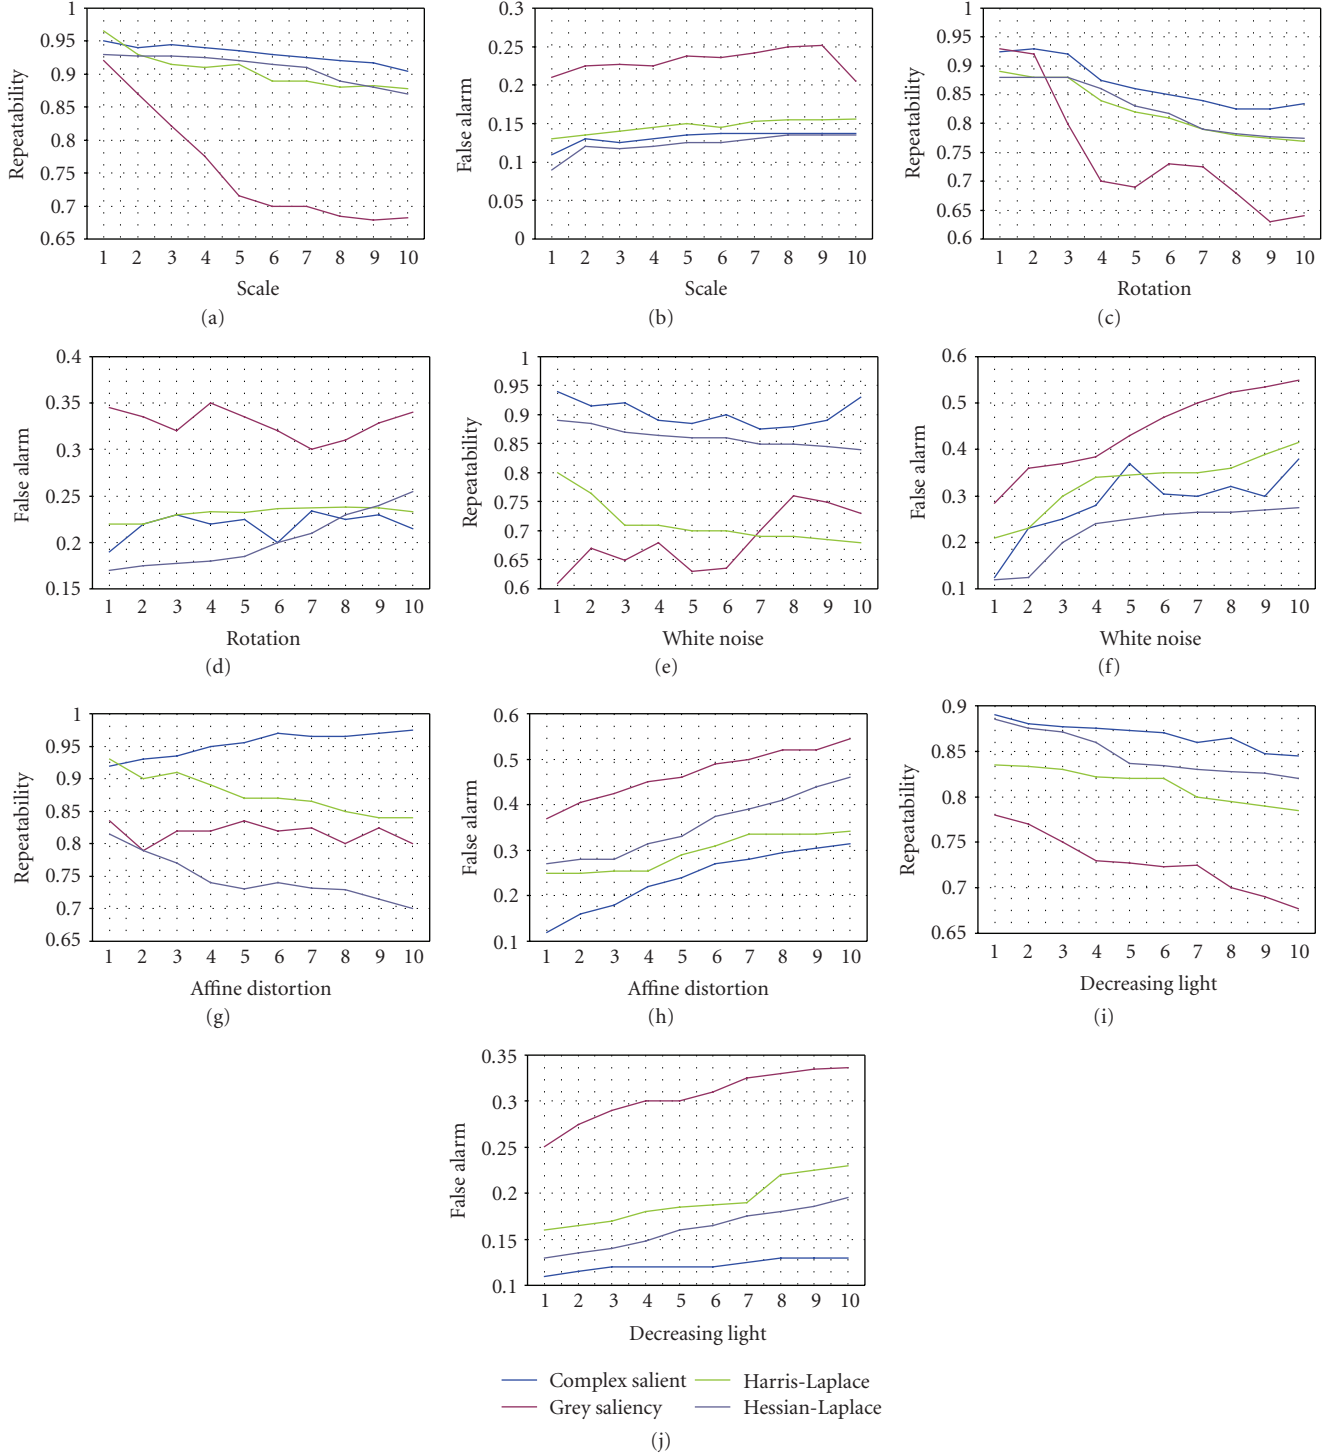 1
0.95
0.9
0.85
0.8
0.75
0.7
0.65
Repeatability
1 2 3 4 5 6 7 8 9 10
Scale
(a)
0.3
0.25
0.2
0.15
0.1
0.05
0
False alarm
1 2 3 4 5 6 7 8 9 10
Scale
(b)
1
0.95
0.9
0.85
0.8
0.75
0.7
0.65
0.6
Repeatability
1 2 3 4 5 6 7 8 9 10
Rotation
(c)
0.4
0.35
0.3
0.25
0.2
0.15
False alarm
1 2 3 4 5 6 7 8 9 10
Rotation
(d)
1
0.95
0.9
0.85
0.8
0.75
0.7
0.65
0.6
Repeatability
1 2 3 4 5 6 7 8 9 10
White noise
(e)
0.6
0.5
0.4
0.3
0.2
0.1
False alarm
1 2 3 4 5 6 7 8 9 10
White noise
(f)
1
0.95
0.9
0.85
0.8
0.75
0.7
0.65
Repeatability
1 2 3 4 5 6 7 8 9 10
Affine distortion
(g)
0.6
0.5
0.4
0.3
0.2
0.1
False alarm
1 2 3 4 5 6 7 8 9 10
Affine distortion
(h)
0.9
0.85
0.8
0.75
0.7
0.65
Repeatability
1 2 3 4 5 6 7 8 9 10
Decreasing light
(i)
0.35
0.3
0.25
0.2
0.15
0.1
False alarm
1 2 3 4 5 6 7 8 9 10
Decreasing light
Complex salient Harris-Laplace
Grey saliency Hessian-Laplace
(j)